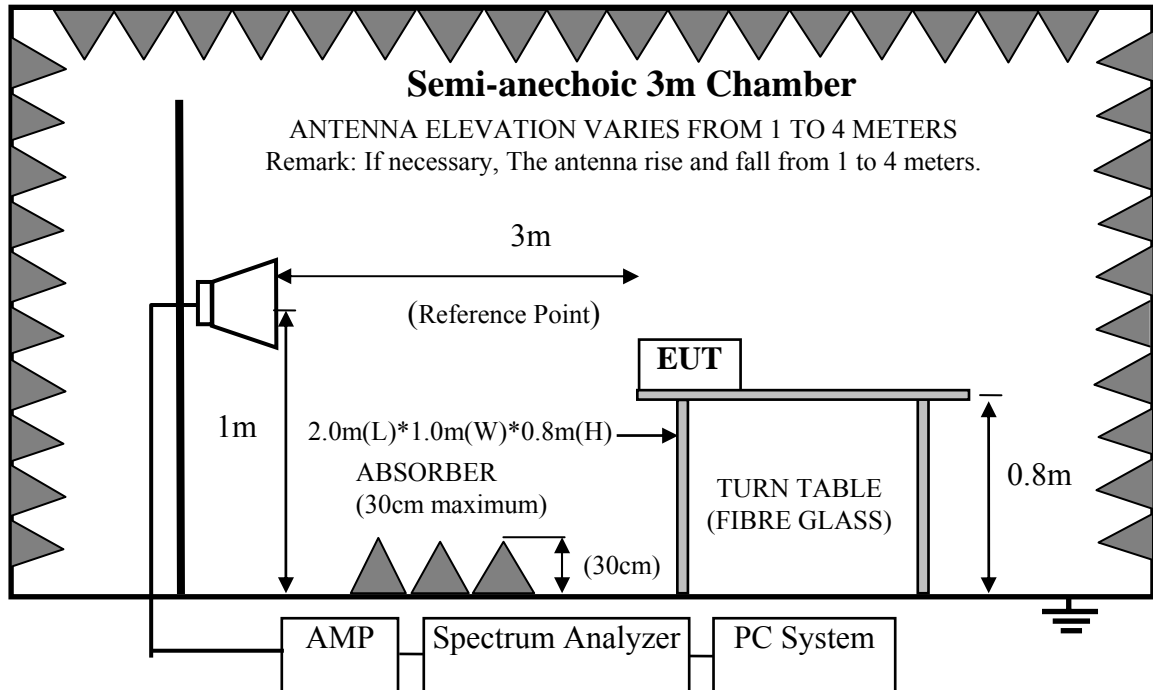 Semi-anechoic 3m Chamber
ANTENNA ELEVATION VARIES FROM 1 TO 4 METERS
Remark: If necessary, The antenna rise and fall from 1 to 4 meters.
3m
(Reference Point)
EUT
1m
2.0m(L)*1.0m(W)*0.8m(H)
ABSORBER
(30cm maximum)
TURN TABLE
(FIBRE GLASS)
0.8m
(30cm)
AMP
Spectrum Analyzer
PC System